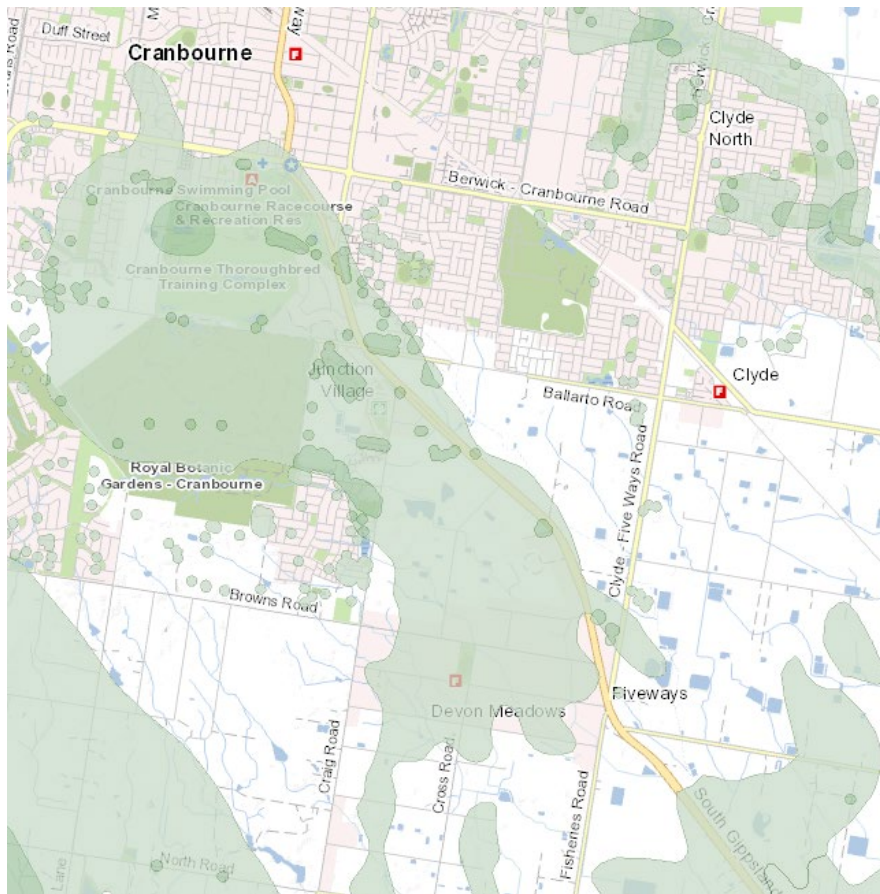 Duff Street
Cranbourne
way
Clyde
North
Berwick - Cranbourne Road
Cranbourne Swimming Pool
Cranbourne Racecourse
& Recreation Res
Cranbourne Thoroughbred
Training Complex
Junction
Village
Clyde
Ballarto Road
Royal Botanic
Gardens - Cranbourne
Clyde - Five Ways Road
Browns Road
Fiveways
Devon Meadows
Craig Road
Cross Road
Fisheries Road
South Gippsland
North Road
Lane